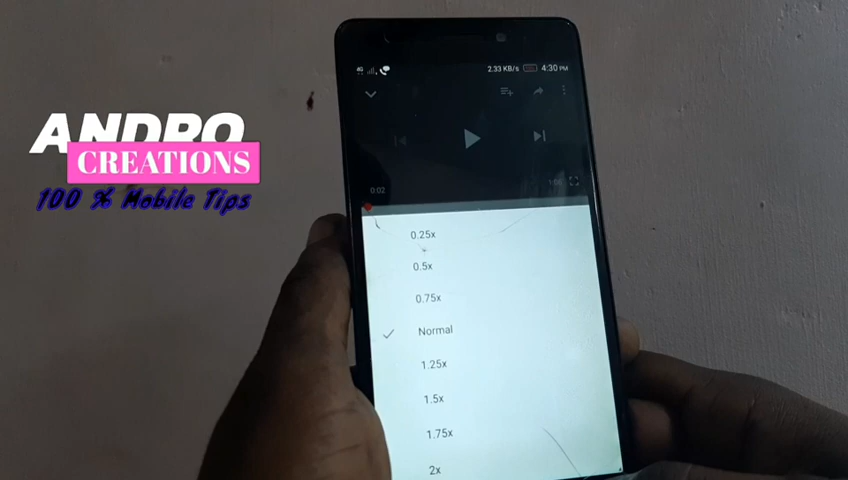 ANDRO
CREATIONS
100 % Mobile Tips
4G
2.33 KB/s
4:30 PM
0:02
0.25x
0.5x
0.75x
Normal
1.25x
1.5x
1.75x
2x